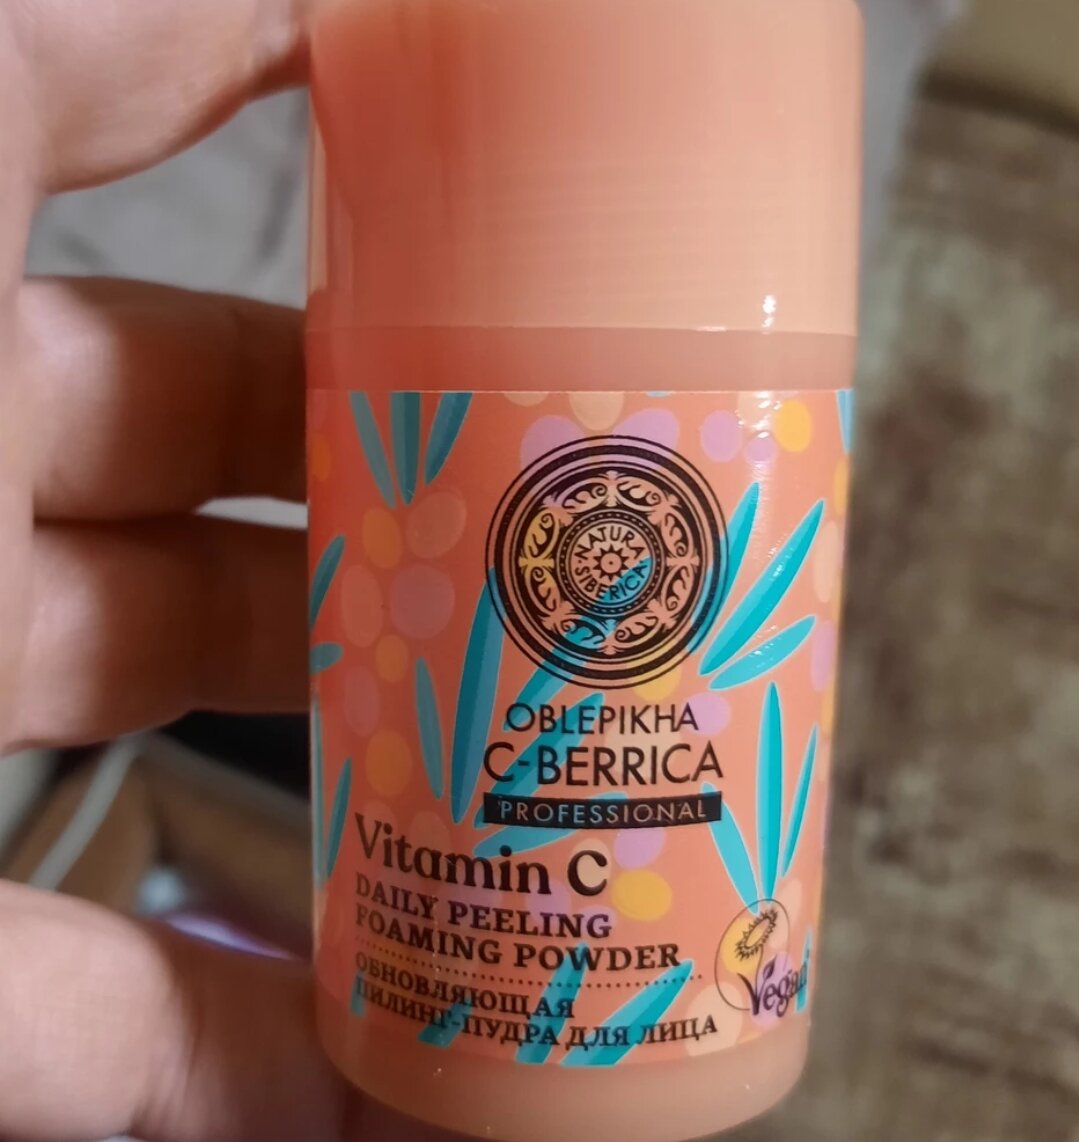 NATURA
SIBERICA
OBLEPIKHA
C-BERRICA
PROFESSIONAL
Vitamin C
DAILY PEELING
FOAMING POWDER
ОБНОВЛЯЮЩАЯ
ПИЛИНГ-ПУДРА ДЛЯ ЛИЦА
Vegan